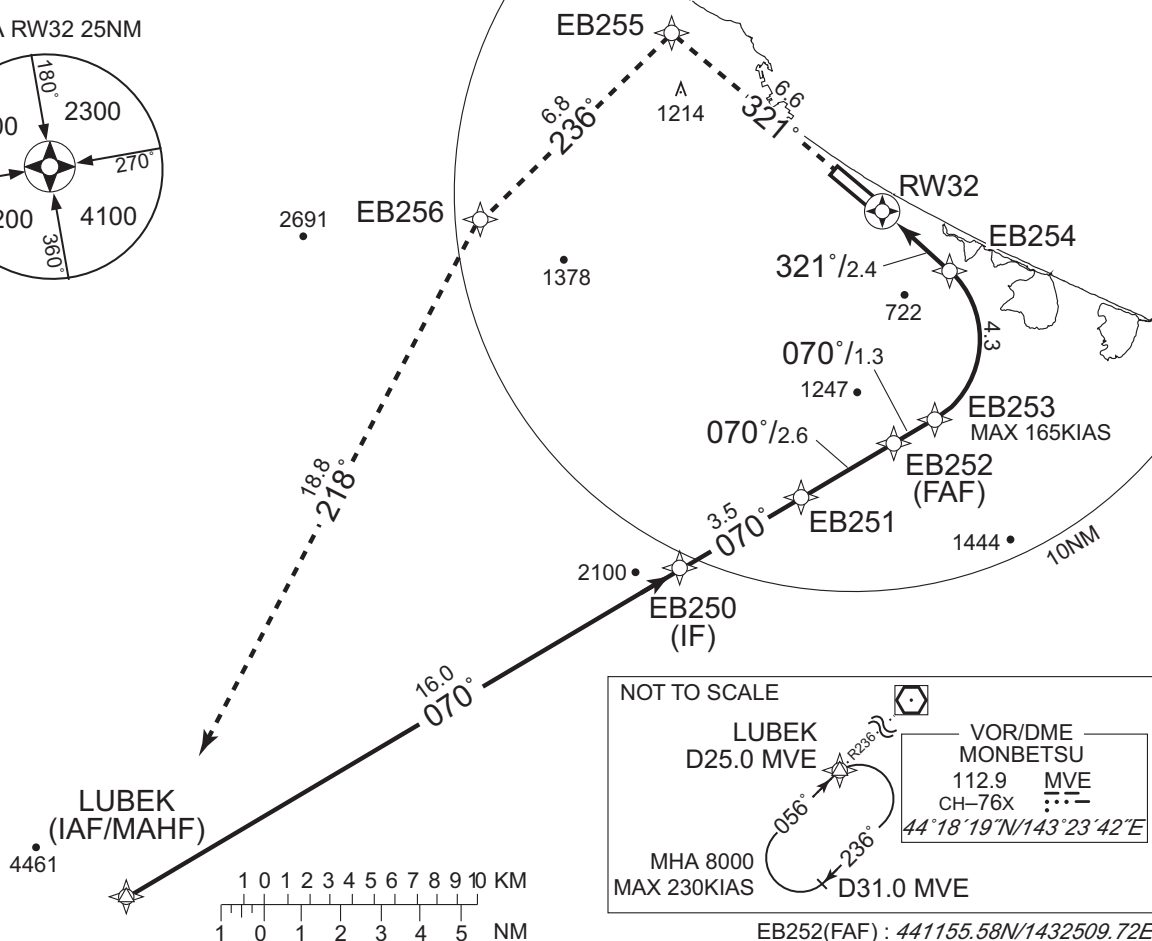 A RW32 25NM
180°
2300
00
270°
200
4100
360°
EB255
1214
6.6
321°
6.8
236°
RW32
2691
EB256
EB254
1378
321°/2.4
722
4.3
070°/1.3
1247
EB253
MAX 165KIAS
070°/2.6
EB252
(FAF)
18.8
218°
3.5
070°
EB251
1444
10NM
2100
EB250
(IF)
16.0
070°
LUBEK
(IAF/MAHF)
4461
1 0 1 2 3 4 5 6 7 8 9 10 KM
1 0 1 2 3 4 5 NM
NOT TO SCALE
LUBEK
D25.0 MVE
R236°
VOR/DME
MONBETSU
112.9 MVE
CH–76X
44°18′19″N/143°23′42″E
056°
236°
MHA 8000
MAX 230KIAS
D31.0 MVE
EB252(FAF) : 441155.58N/1432509.72E